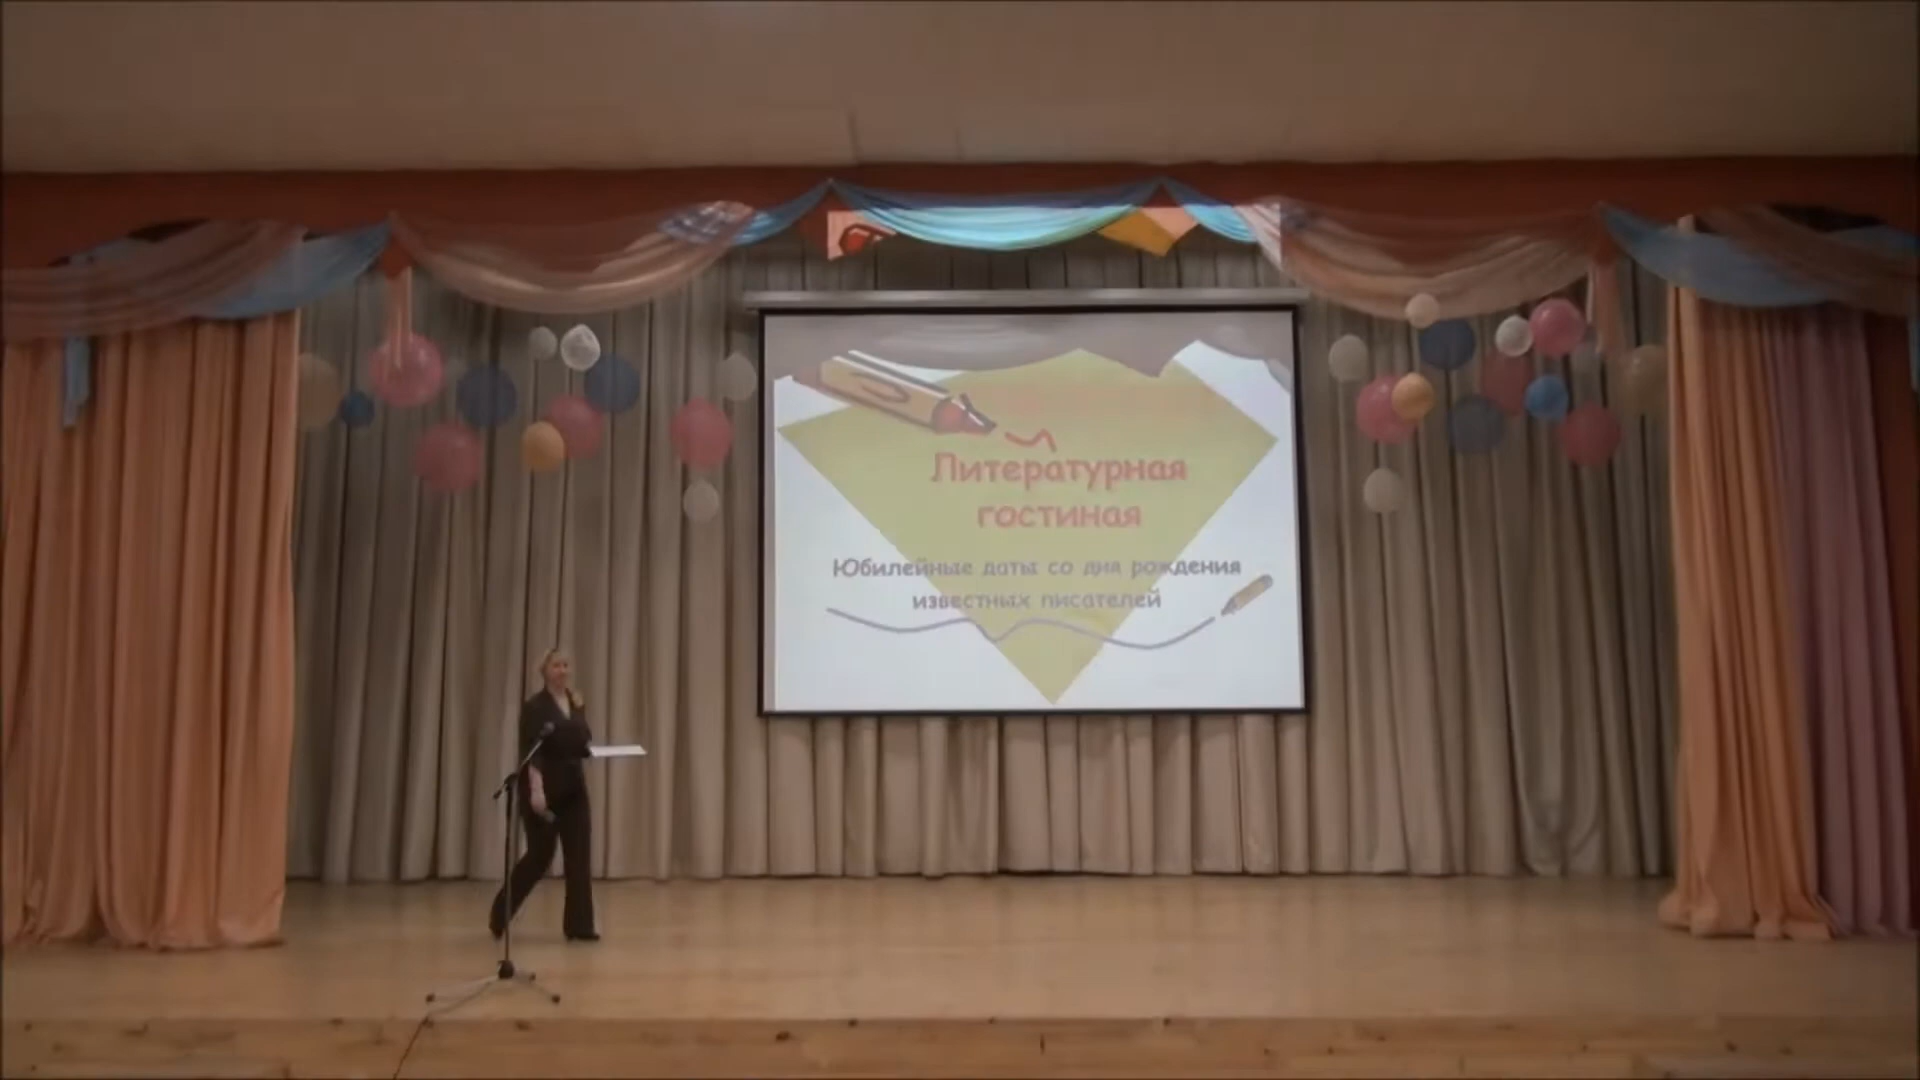 Литературная
гостиная
Юбилейные даты со дня рождения
известных писателей